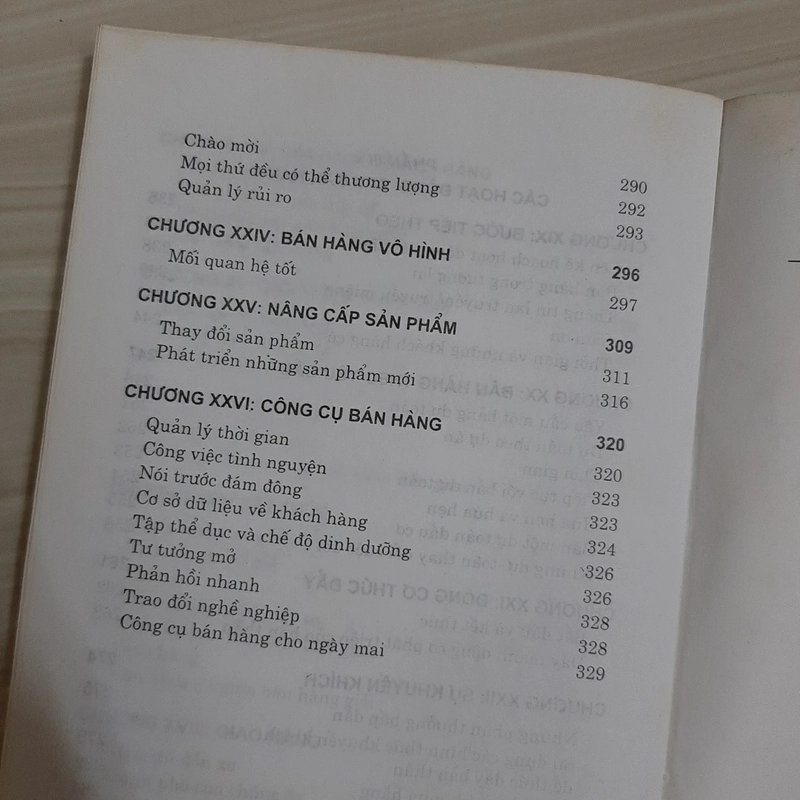 Chào mời 290
Mọi thứ đều có thể thương lượng 292
Quản lý rủi ro 293
CHƯƠNG XXIV: BÁN HÀNG VÔ HÌNH 296
Mối quan hệ tốt 297
CHƯƠNG XXV: NÂNG CẤP SẢN PHẨM 309
Thay đổi sản phẩm 311
Phát triển những sản phẩm mới 316
CHƯƠNG XXVI: CÔNG CỤ BÁN HÀNG 320
Quản lý thời gian 320
Công việc tình nguyện 323
Nói trước đám đông 323
Cơ sở dữ liệu về khách hàng 324
Tập thể dục và chế độ dinh dưỡng 326
Tư tưởng mở 326
Phản hồi nhanh 328
Trao đổi nghề nghiệp 328
Công cụ bán hàng cho ngày mai 329